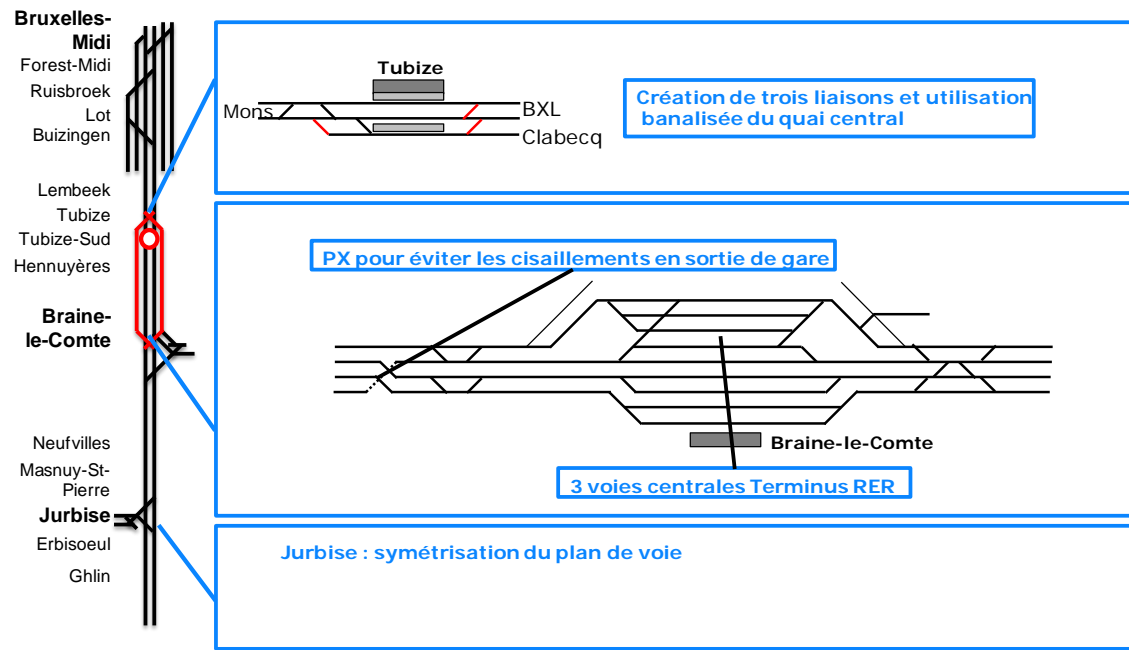 Bruxelles-
Midi
Forest-Midi
Ruisbroek
Lot
Buizingen
Lembeek
Tubize
Tubize-Sud
Hennuyères
Braine-
le-Comte
Neufvilles
Masnuy-St-
Pierre
Jurbise
Erbisoeul
Ghlin
Tubize
Mons
BXL
Clabecq
Création de trois liaisons et utilisation
banalisée du quai central
PX pour éviter les cisaillements en sortie de gare
Braine-le-Comte
3 voies centrales Terminus RER
Jurbise : symétrisation du plan de voie